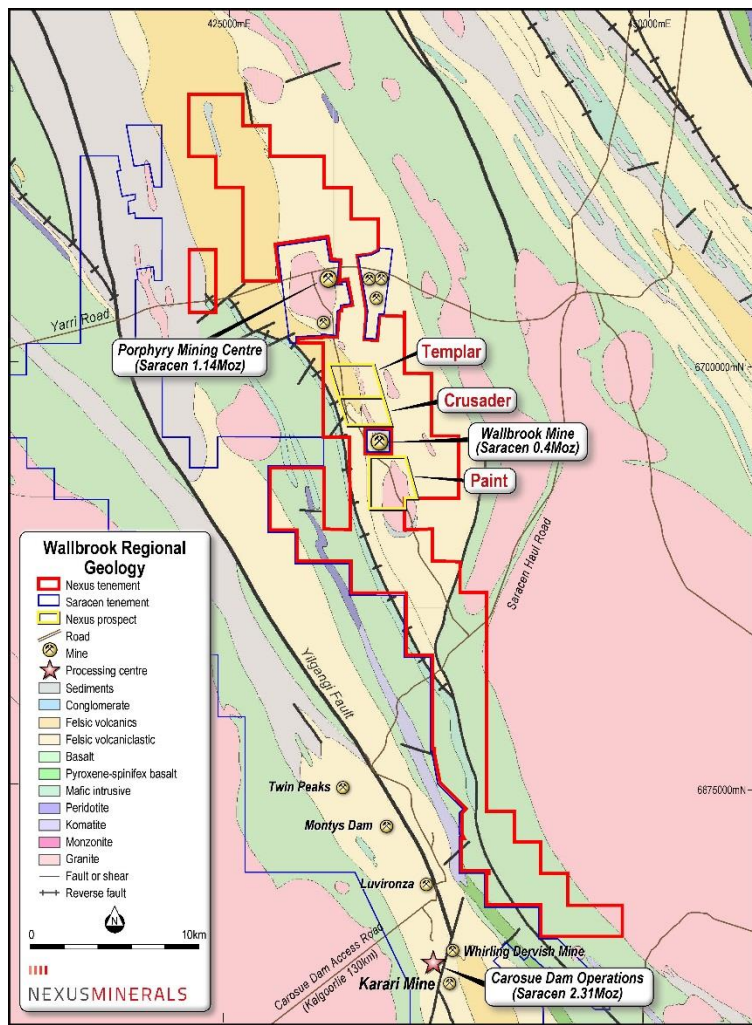 425000mE
450000mE
Yarri Road
Porphyry Mining Centre
(Saracen 1.14Moz)
Templar
6700000mN
Crusader
Wallbrook Mine
(Saracen 0.4Moz)
Paint
Saracen Haul Road
Yilgangi Fault
Wallbrook Regional
Geology
Nexus tenement
Saracen tenement
Nexus prospect
Road
Mine
Processing centre
Sediments
Conglomerate
Felsic volcanics
Felsic volcaniclastic
Basalt
Pyroxene-spinifex basalt
Mafic intrusive
Peridotite
Komatite
Monzonite
Granite
Fault or shear
Reverse fault
N
0 10km
NEXUSMINERALS
6675000mN
Twin Peaks
Montys Dam
Luvironza
Carosue Dam Access Road
(Kalgoorlie 130km)
Whirling Dervish Mine
Karari Mine
Carosue Dam Operations
(Saracen 2.31Moz)